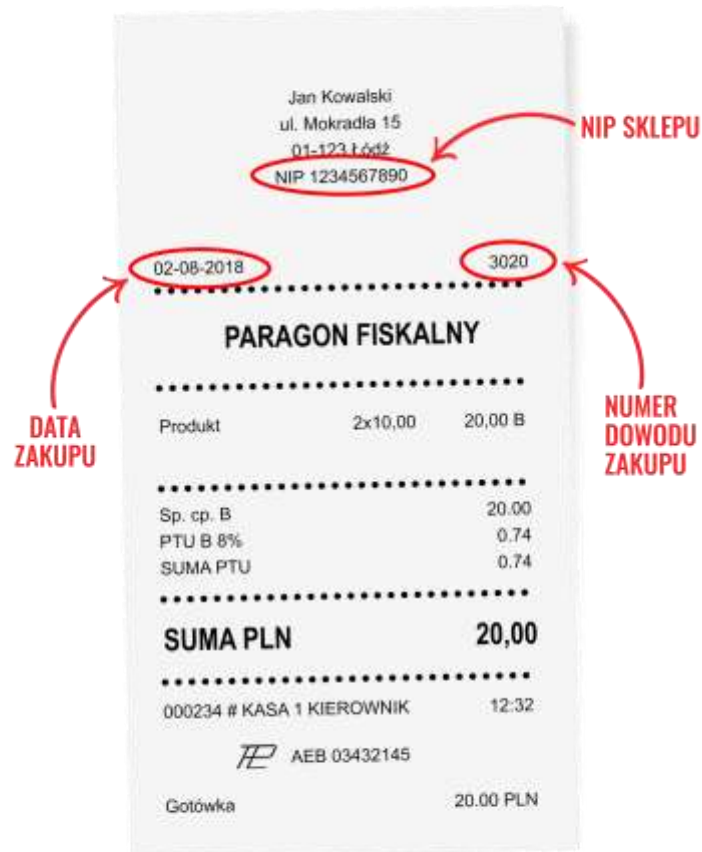 Jan Kowalski
ul. Mokradła 15
01-123 Łódź
NIP 1234567890
NIP SKLEPU
02-08-2018 3020
PARAGON FISKALNY
DATA
ZAKUPU
NUMER
DOWODU
ZAKUPU
Produkt 2x10,00 20,00 B
Sp. cp. B 20.00
PTU B 8% 0.74
SUMA PTU 0.74
SUMA PLN 20,00
000234 # KASA 1 KIEROWNIK 12:32
AEB 03432145
Gotówka 20.00 PLN